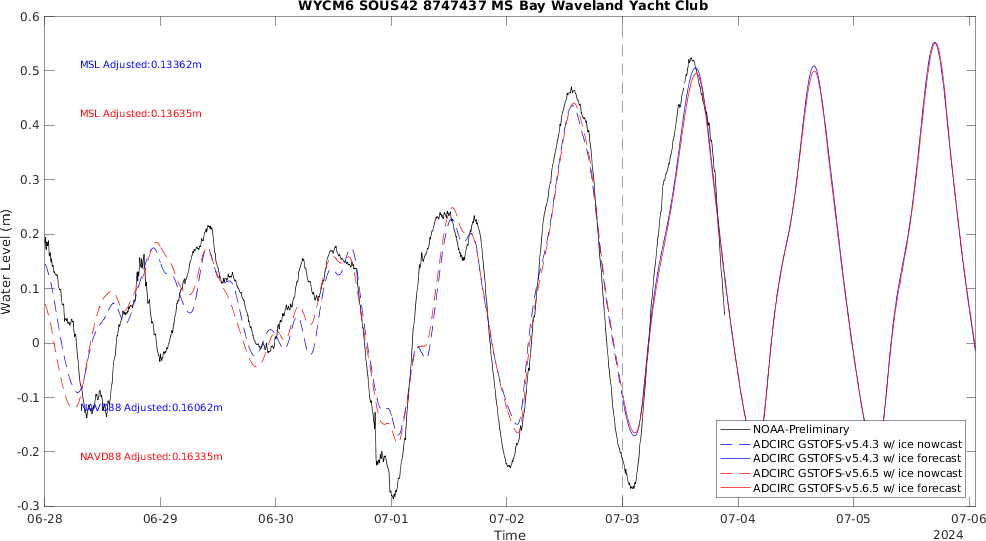 WYCM6 SOUS42 8747437 MS Bay Waveland Yacht Club
0.6
0.5
0.4
0.3
0.2
0.1
0
-0.1
-0.2
-0.3
Water Level (m)
MSL Adjusted:0.13362m
MSL Adjusted:0.13635m
NAVD88 Adjusted:0.16062m
NAVD88 Adjusted:0.16335m
NOAA-Preliminary
ADCIRC GSTOFS-v5.4.3 w/ ice nowcast
ADCIRC GSTOFS-v5.4.3 w/ ice forecast
ADCIRC GSTOFS-v5.6.5 w/ ice nowcast
ADCIRC GSTOFS-v5.6.5 w/ ice forecast
06-28 06-29 06-30 07-01 07-02 07-03 07-04 07-05 07-06
Time
2024